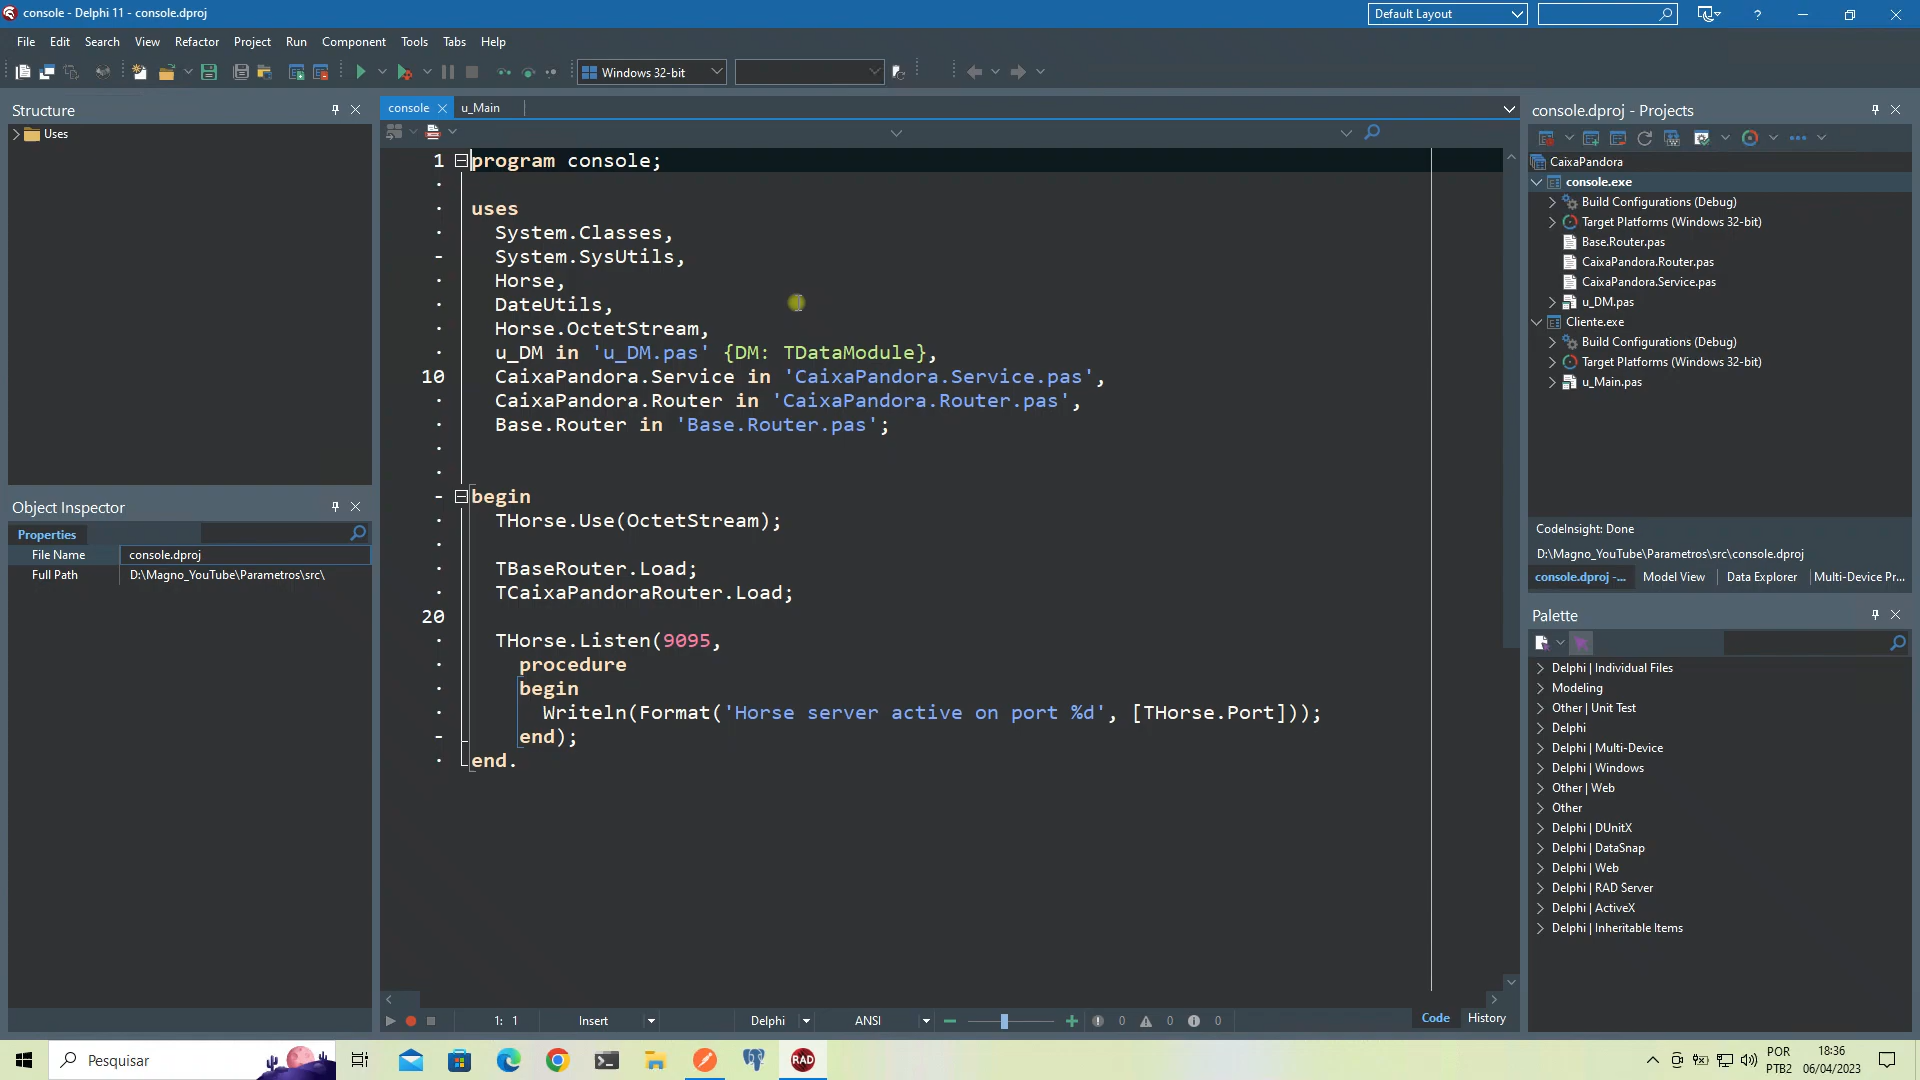 console - Delphi 11 - console.dproj
Default Layout
File Edit Search View Refactor Project Run Component Tools Tabs Help
Windows 32-bit
Structure
Uses
Object Inspector
Properties
File Name console.dproj
Full Path D:\Magno_YouTube\Parametros\src\
console u_Main
1 program console;
uses
System.Classes,
System.SysUtils,
Horse,
DateUtils,
Horse.OctetStream,
u_DM in 'u_DM.pas' {DM: TDataModule},
10 CaixaPandora.Service in 'CaixaPandora.Service.pas',
CaixaPandora.Router in 'CaixaPandora.Router.pas',
Base.Router in 'Base.Router.pas';
begin
THorse.Use(OctetStream);
TBaseRouter.Load;
TCaixaPandoraRouter.Load;
20
THorse.Listen(9095,
procedure
begin
Writeln(Format('Horse server active on port %d', [THorse.Port]));
end);
end.
1: 1 Insert Delphi ANSI 0 0 0 Code History
console.dproj - Projects
CaixaPandora
console.exe
Build Configurations (Debug)
Target Platforms (Windows 32-bit)
Base.Router.pas
CaixaPandora.Router.pas
CaixaPandora.Service.pas
u_DM.pas
Cliente.exe
Build Configurations (Debug)
Target Platforms (Windows 32-bit)
u_Main.pas
CodeInsight: Done
D:\Magno_YouTube\Parametros\src\console.dproj
console.dproj -... Model View Data Explorer Multi-Device Pr...
Palette
Delphi | Individual Files
Modeling
Other | Unit Test
Delphi
Delphi | Multi-Device
Delphi | Windows
Other | Web
Other
Delphi | DUnitX
Delphi | DataSnap
Delphi | Web
Delphi | RAD Server
Delphi | ActiveX
Delphi | Inheritable Items
Pesquisar
RAD
POR
PTB2
18:36
06/04/2023